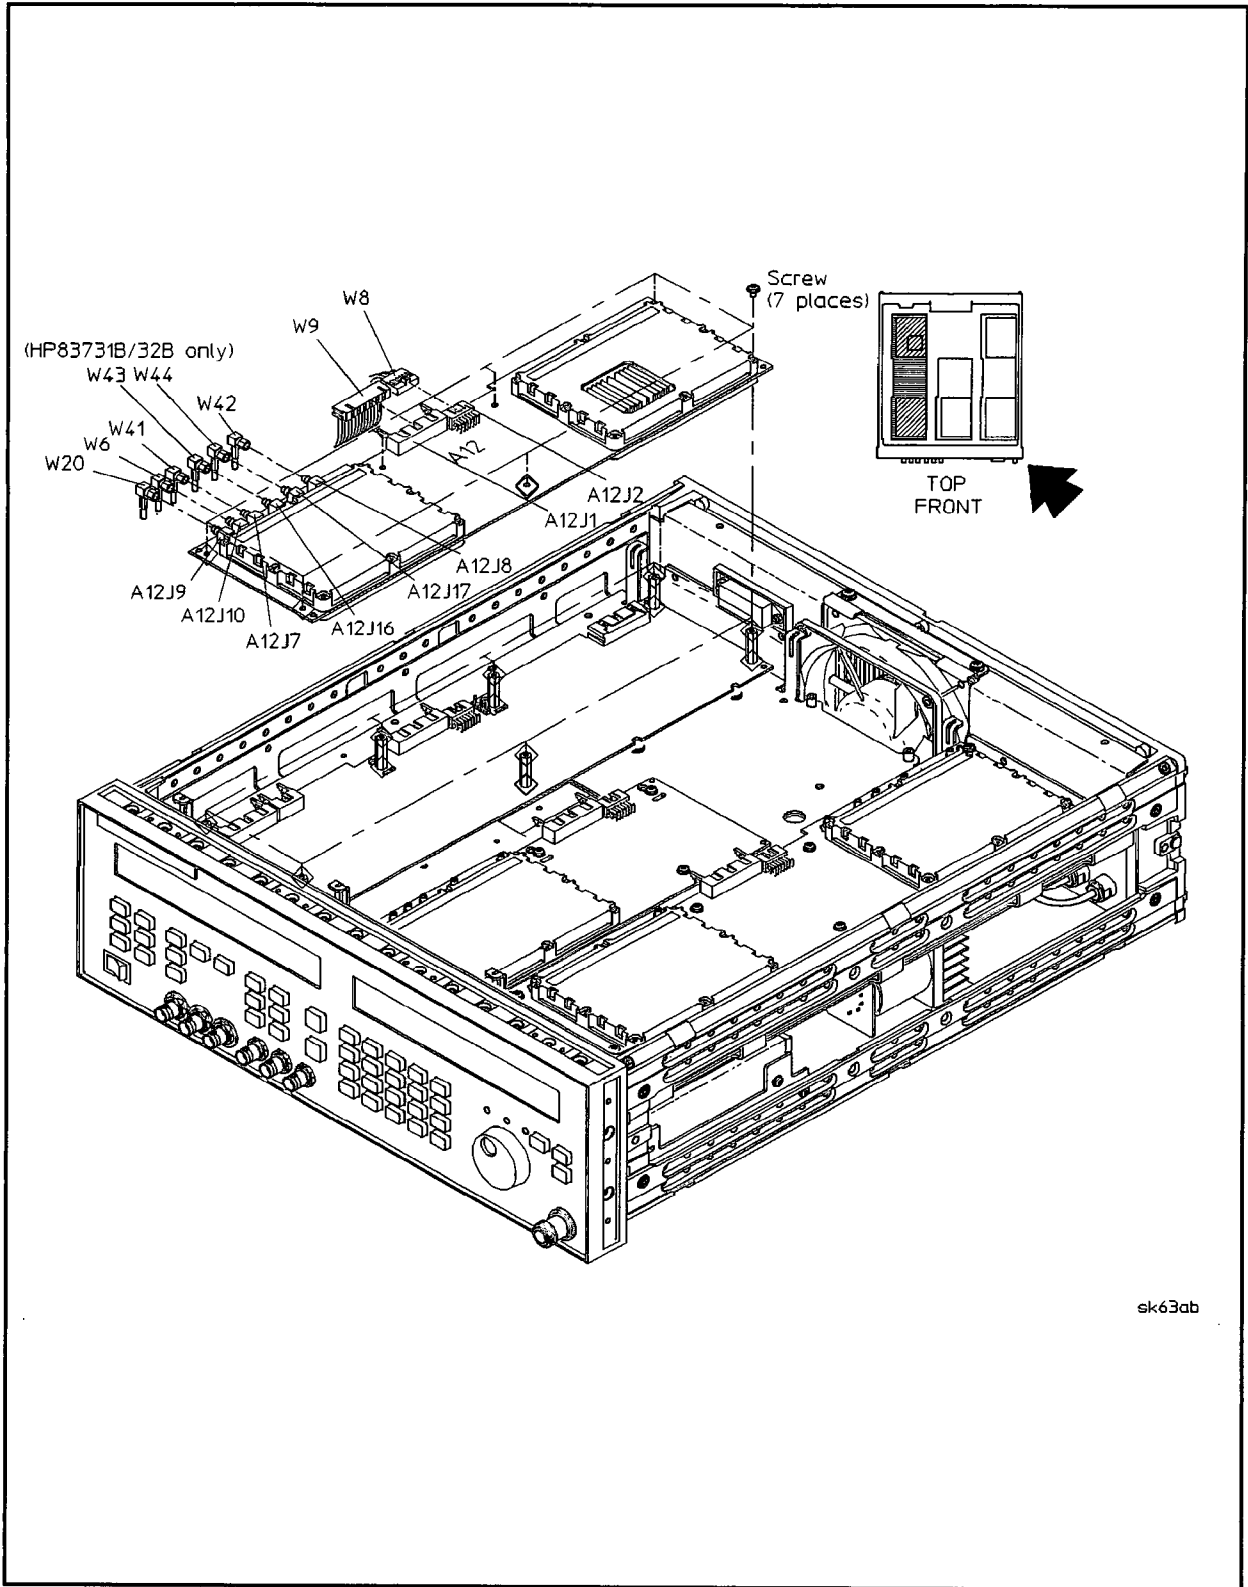 Screw
(7 places)
W8
W9
(HP83731B/32B only)
W43 W44
W42
W41
W6
W20
A12
TOP
FRONT
A12J2
A12J1
A12J8
A12J17
A12J9
A12J10
A12J16
A12J7
sk63ab